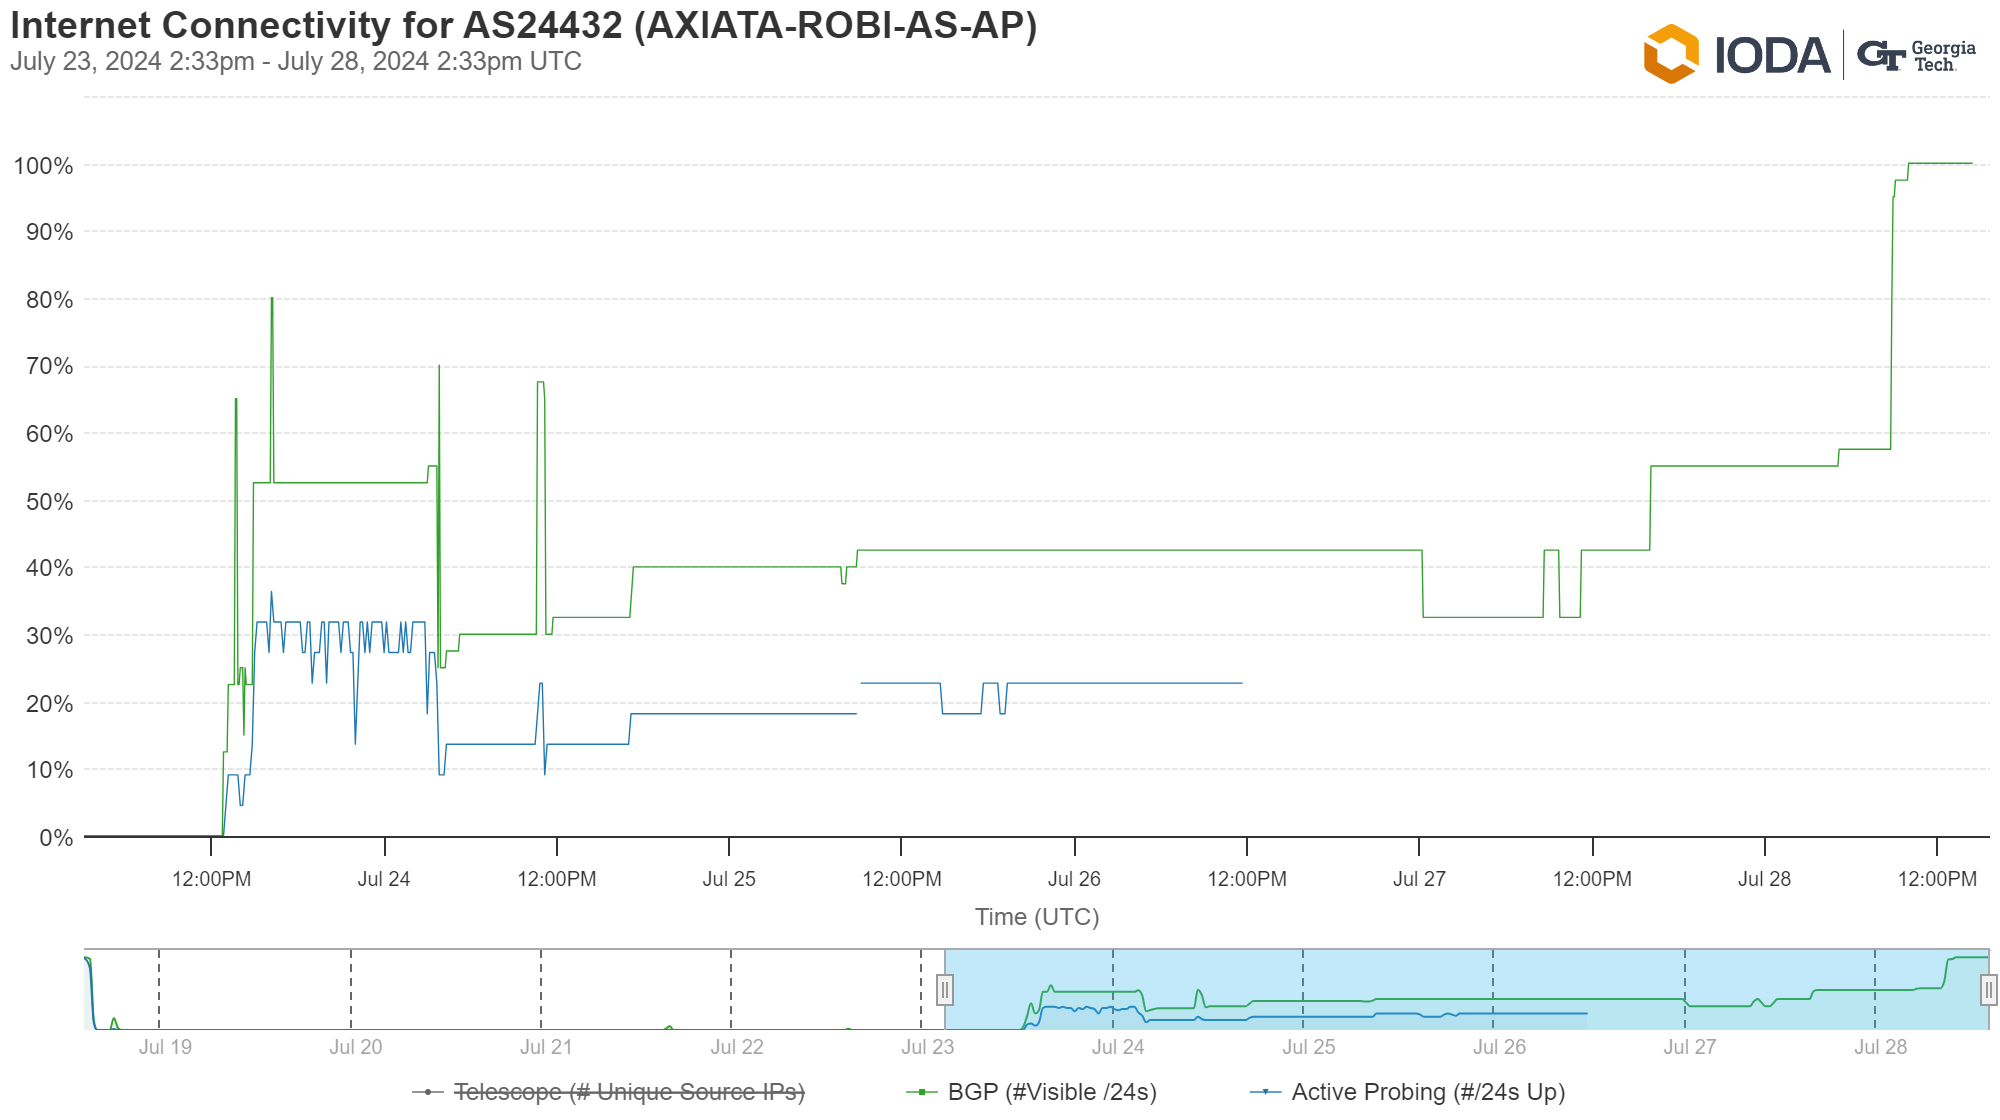 Internet Connectivity for AS24432 (AXIATA-ROBI-AS-AP)
July 23, 2024 2:33pm - July 28, 2024 2:33pm UTC
IODA
GT
Georgia
Tech
100%
90%
80%
70%
60%
50%
40%
30%
20%
10%
0%
12:00PM Jul 24 12:00PM Jul 25 12:00PM Jul 26 12:00PM Jul 27 12:00PM Jul 28 12:00PM
Time (UTC)
Jul 19 Jul 20 Jul 21 Jul 22 Jul 23 Jul 24 Jul 25 Jul 26 Jul 27 Jul 28
Telescope (# Unique Source IPs) BGP (#Visible /24s) Active Probing (#/24s Up)